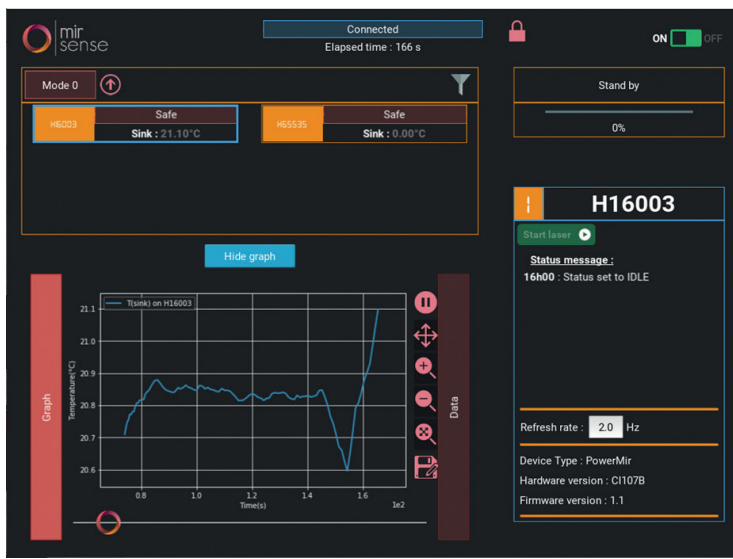 mir
sense
Connected
Elapsed time : 166 s
ON OFF
Mode 0
H16003
Safe
Sink : 21.10°C
H65535
Safe
Sink : 0.00°C
Stand by
0%
Hide graph
H16003
Start laser
Status message :
16h00 : Status set to IDLE
Graph
T(sink) on H16003
Temperature(°C)
21.1
21.0
20.9
20.8
20.7
20.6
0.8 1.0 1.2 1.4 1.6
Time(s)
1e2
Data
Refresh rate : 2.0 Hz
Device Type : PowerMir
Hardware version : CI107B
Firmware version : 1.1